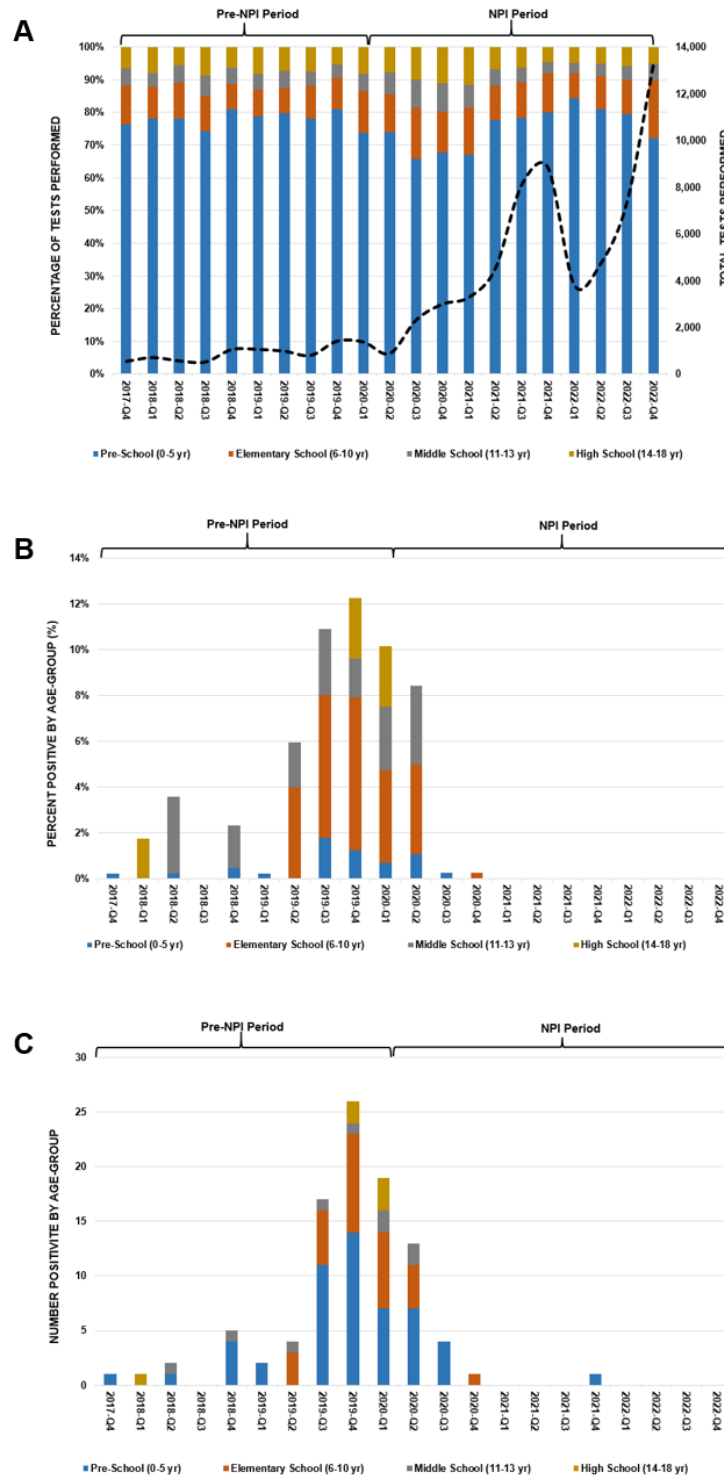 A
Pre-NPI Period
NPI Period
PERCENTAGE OF TESTS PERFORMED
100%
90%
80%
70%
60%
50%
40%
30%
20%
10%
0%
14,000
12,000
10,000
8,000
6,000
4,000
2,000
0
TOTAL TESTS PERFORMED
2017-Q4
2018-Q1
2018-Q2
2018-Q3
2018-Q4
2019-Q1
2019-Q2
2019-Q3
2019-Q4
2020-Q1
2020-Q2
2020-Q3
2020-Q4
2021-Q1
2021-Q2
2021-Q3
2021-Q4
2022-Q1
2022-Q2
2022-Q3
2022-Q4
Pre-School (0-5 yr)
Elementary School (6-10 yr)
Middle School (11-13 yr)
High School (14-18 yr)
B
Pre-NPI Period
NPI Period
PERCENT POSITIVE BY AGE-GROUP (%)
14%
12%
10%
8%
6%
4%
2%
0%
2017-Q4
2018-Q1
2018-Q2
2018-Q3
2018-Q4
2019-Q1
2019-Q2
2019-Q3
2019-Q4
2020-Q1
2020-Q2
2020-Q3
2020-Q4
2021-Q1
2021-Q2
2021-Q3
2021-Q4
2022-Q1
2022-Q2
2022-Q3
2022-Q4
Pre-School (0-5 yr)
Elementary School (6-10 yr)
Middle School (11-13 yr)
High School (14-18 yr)
C
Pre-NPI Period
NPI Period
NUMBER POSITIVITE BY AGE-GROUP
30
25
20
15
10
5
0
2017-Q4
2018-Q1
2018-Q2
2018-Q3
2018-Q4
2019-Q1
2019-Q2
2019-Q3
2019-Q4
2020-Q1
2020-Q2
2020-Q3
2020-Q4
2021-Q1
2021-Q2
2021-Q3
2021-Q4
2022-Q1
2022-Q2
2022-Q3
2022-Q4
Pre-School (0-5 yr)
Elementary School (6-10 yr)
Middle School (11-13 yr)
High School (14-18 yr)